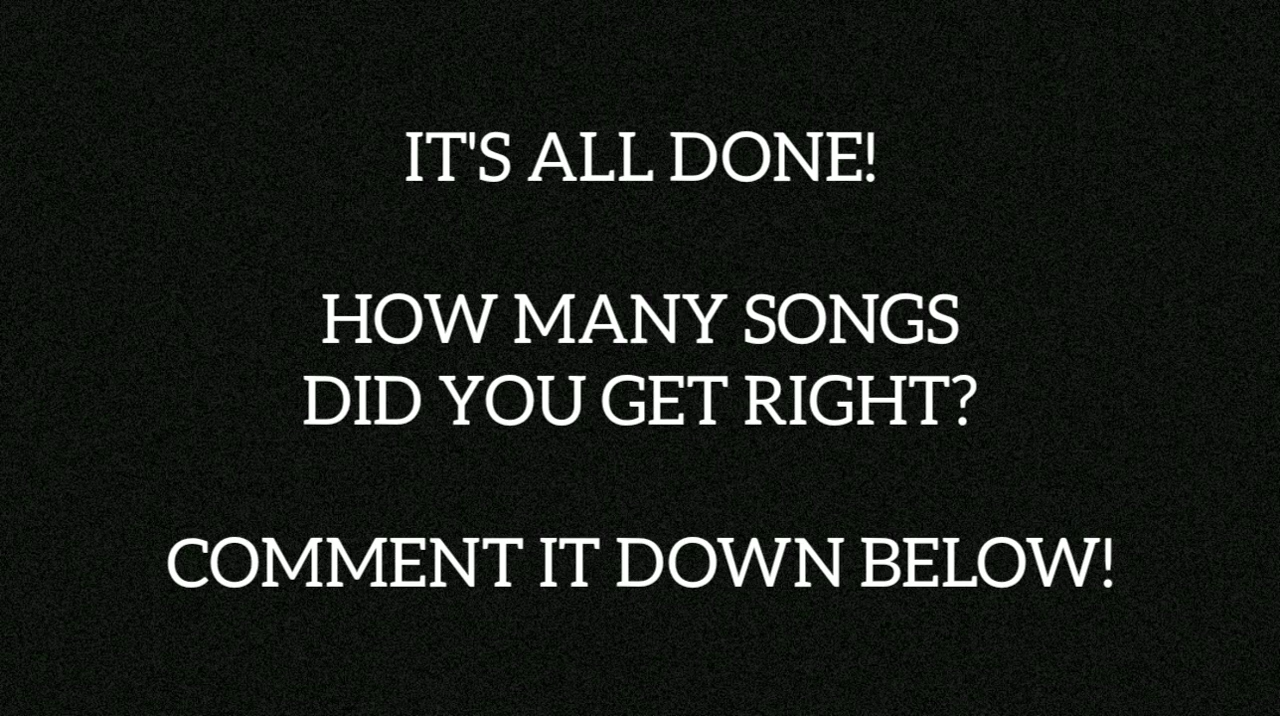 IT'S ALL DONE!
HOW MANY SONGS
DID YOU GET RIGHT?
COMMENT IT DOWN BELOW!